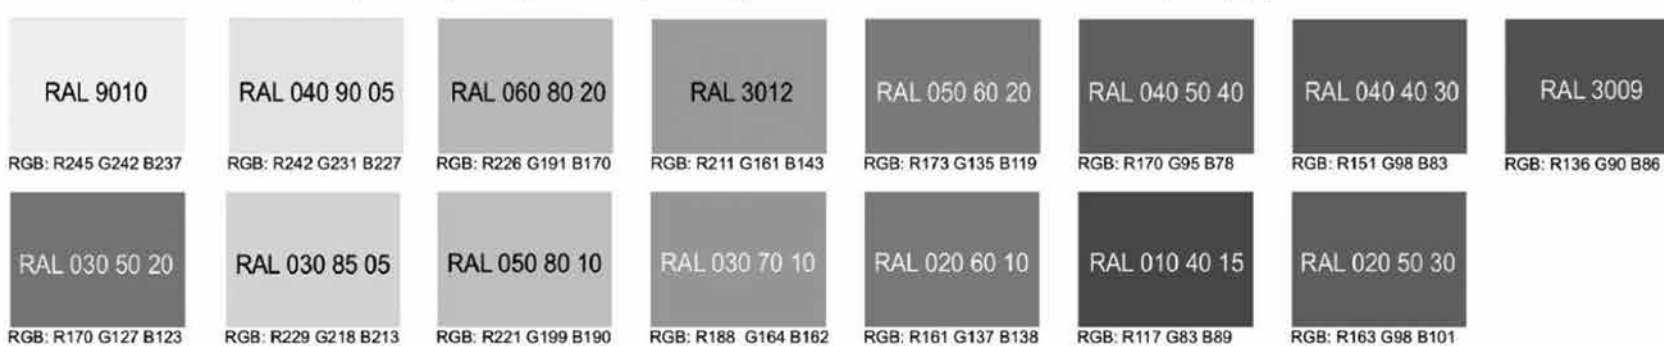 RAL 9010 RAL 040 90 05 RAL 060 80 20 RAL 3012 RAL 050 60 20 RAL 040 50 40 RAL 040 40 30 RAL 3009
RGB: R245 G242 B237 RGB: R242 G231 B227 RGB: R226 G191 B170 RGB: R211 G161 B143 RGB: R173 G135 B119 RGB: R170 G95 B78 RGB: R151 G98 B83 RGB: R136 G90 B86
RAL 030 50 20 RAL 030 85 05 RAL 050 80 10 RAL 030 70 10 RAL 020 60 10 RAL 010 40 15 RAL 020 50 30
RGB: R170 G127 B123 RGB: R229 G218 B213 RGB: R221 G199 B190 RGB: R188 G164 B162 RGB: R161 G137 B138 RGB: R117 G83 B89 RGB: R163 G98 B101